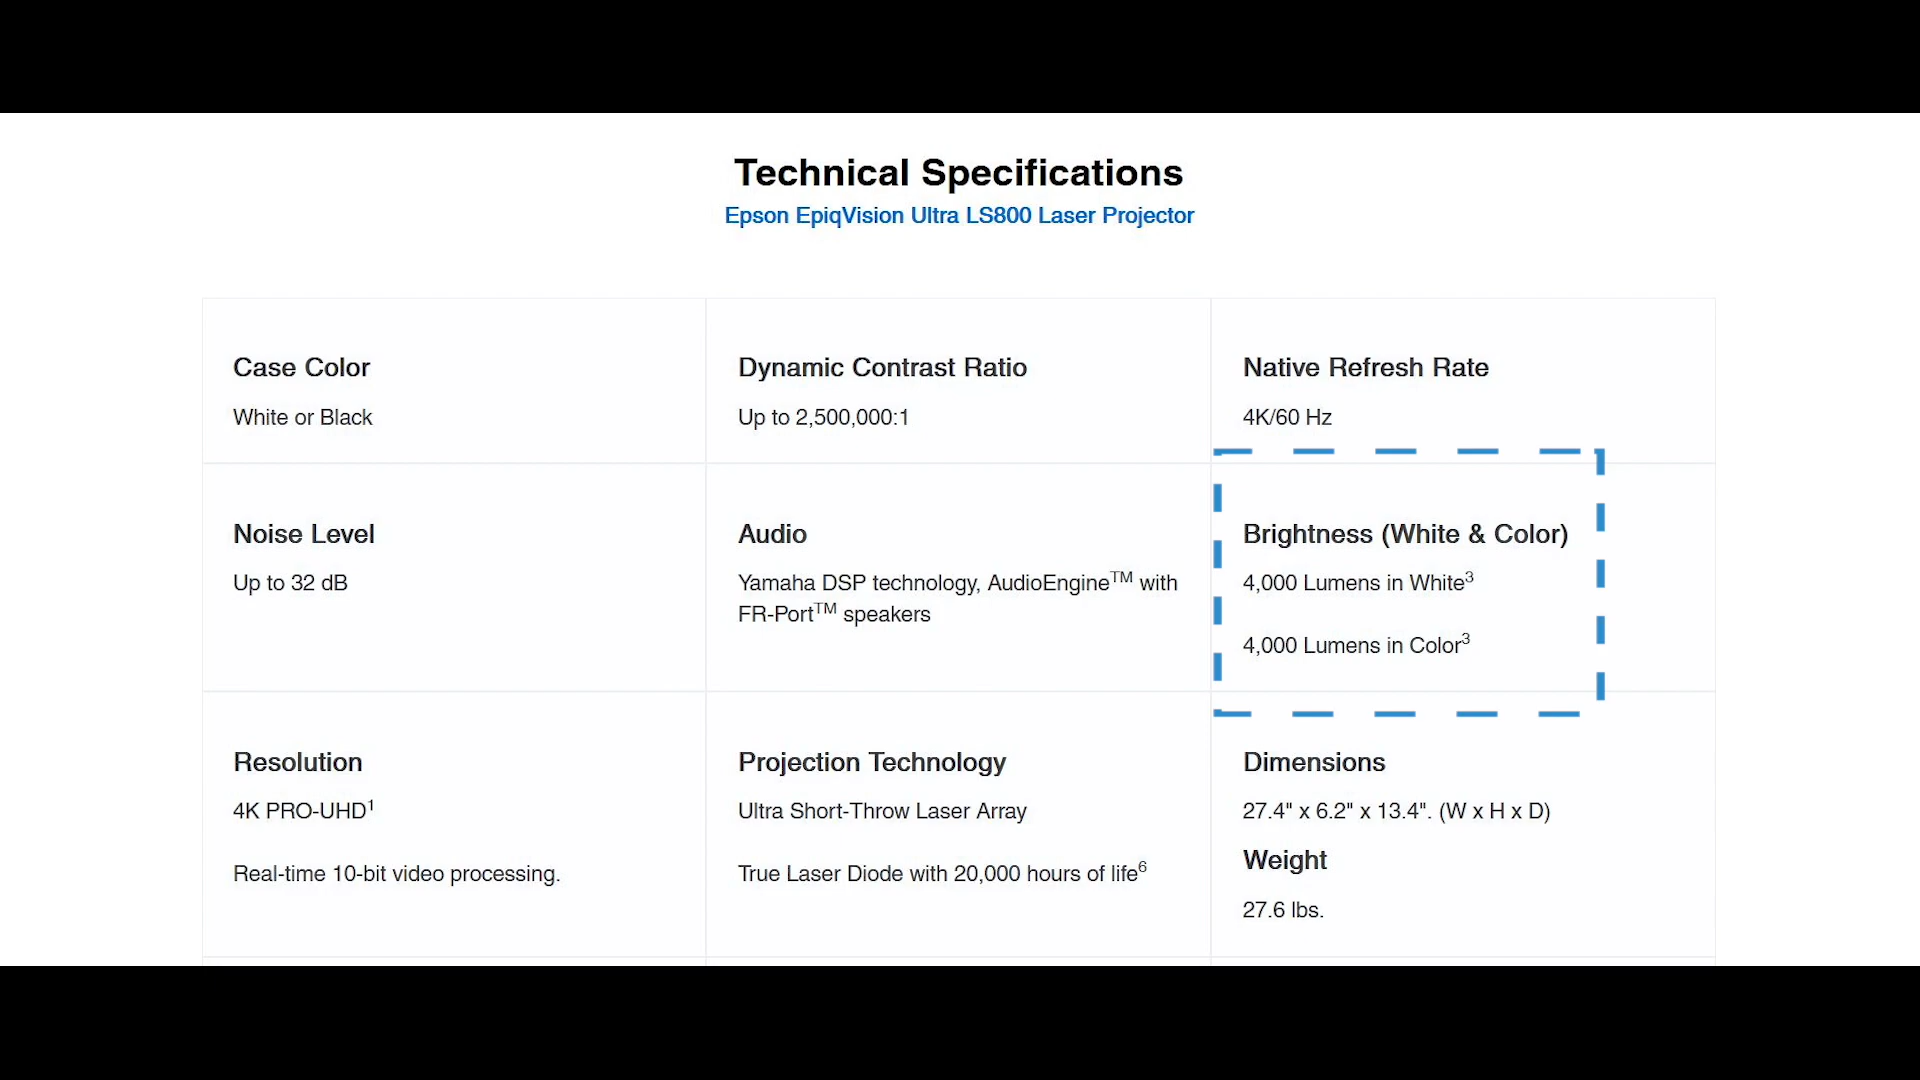 Technical Specifications
Epson EpiqVision Ultra LS800 Laser Projector
Case Color
White or Black
Dynamic Contrast Ratio
Up to 2,500,000:1
Native Refresh Rate
4K/60 Hz
Noise Level
Up to 32 dB
Audio
Yamaha DSP technology, AudioEngine™ with
FR-Port™ speakers
Brightness (White & Color)
4,000 Lumens in White³
4,000 Lumens in Color³
Resolution
4K PRO-UHD¹
Real-time 10-bit video processing.
Projection Technology
Ultra Short-Throw Laser Array
True Laser Diode with 20,000 hours of life⁶
Dimensions
27.4" x 6.2" x 13.4". (W x H x D)
Weight
27.6 lbs.